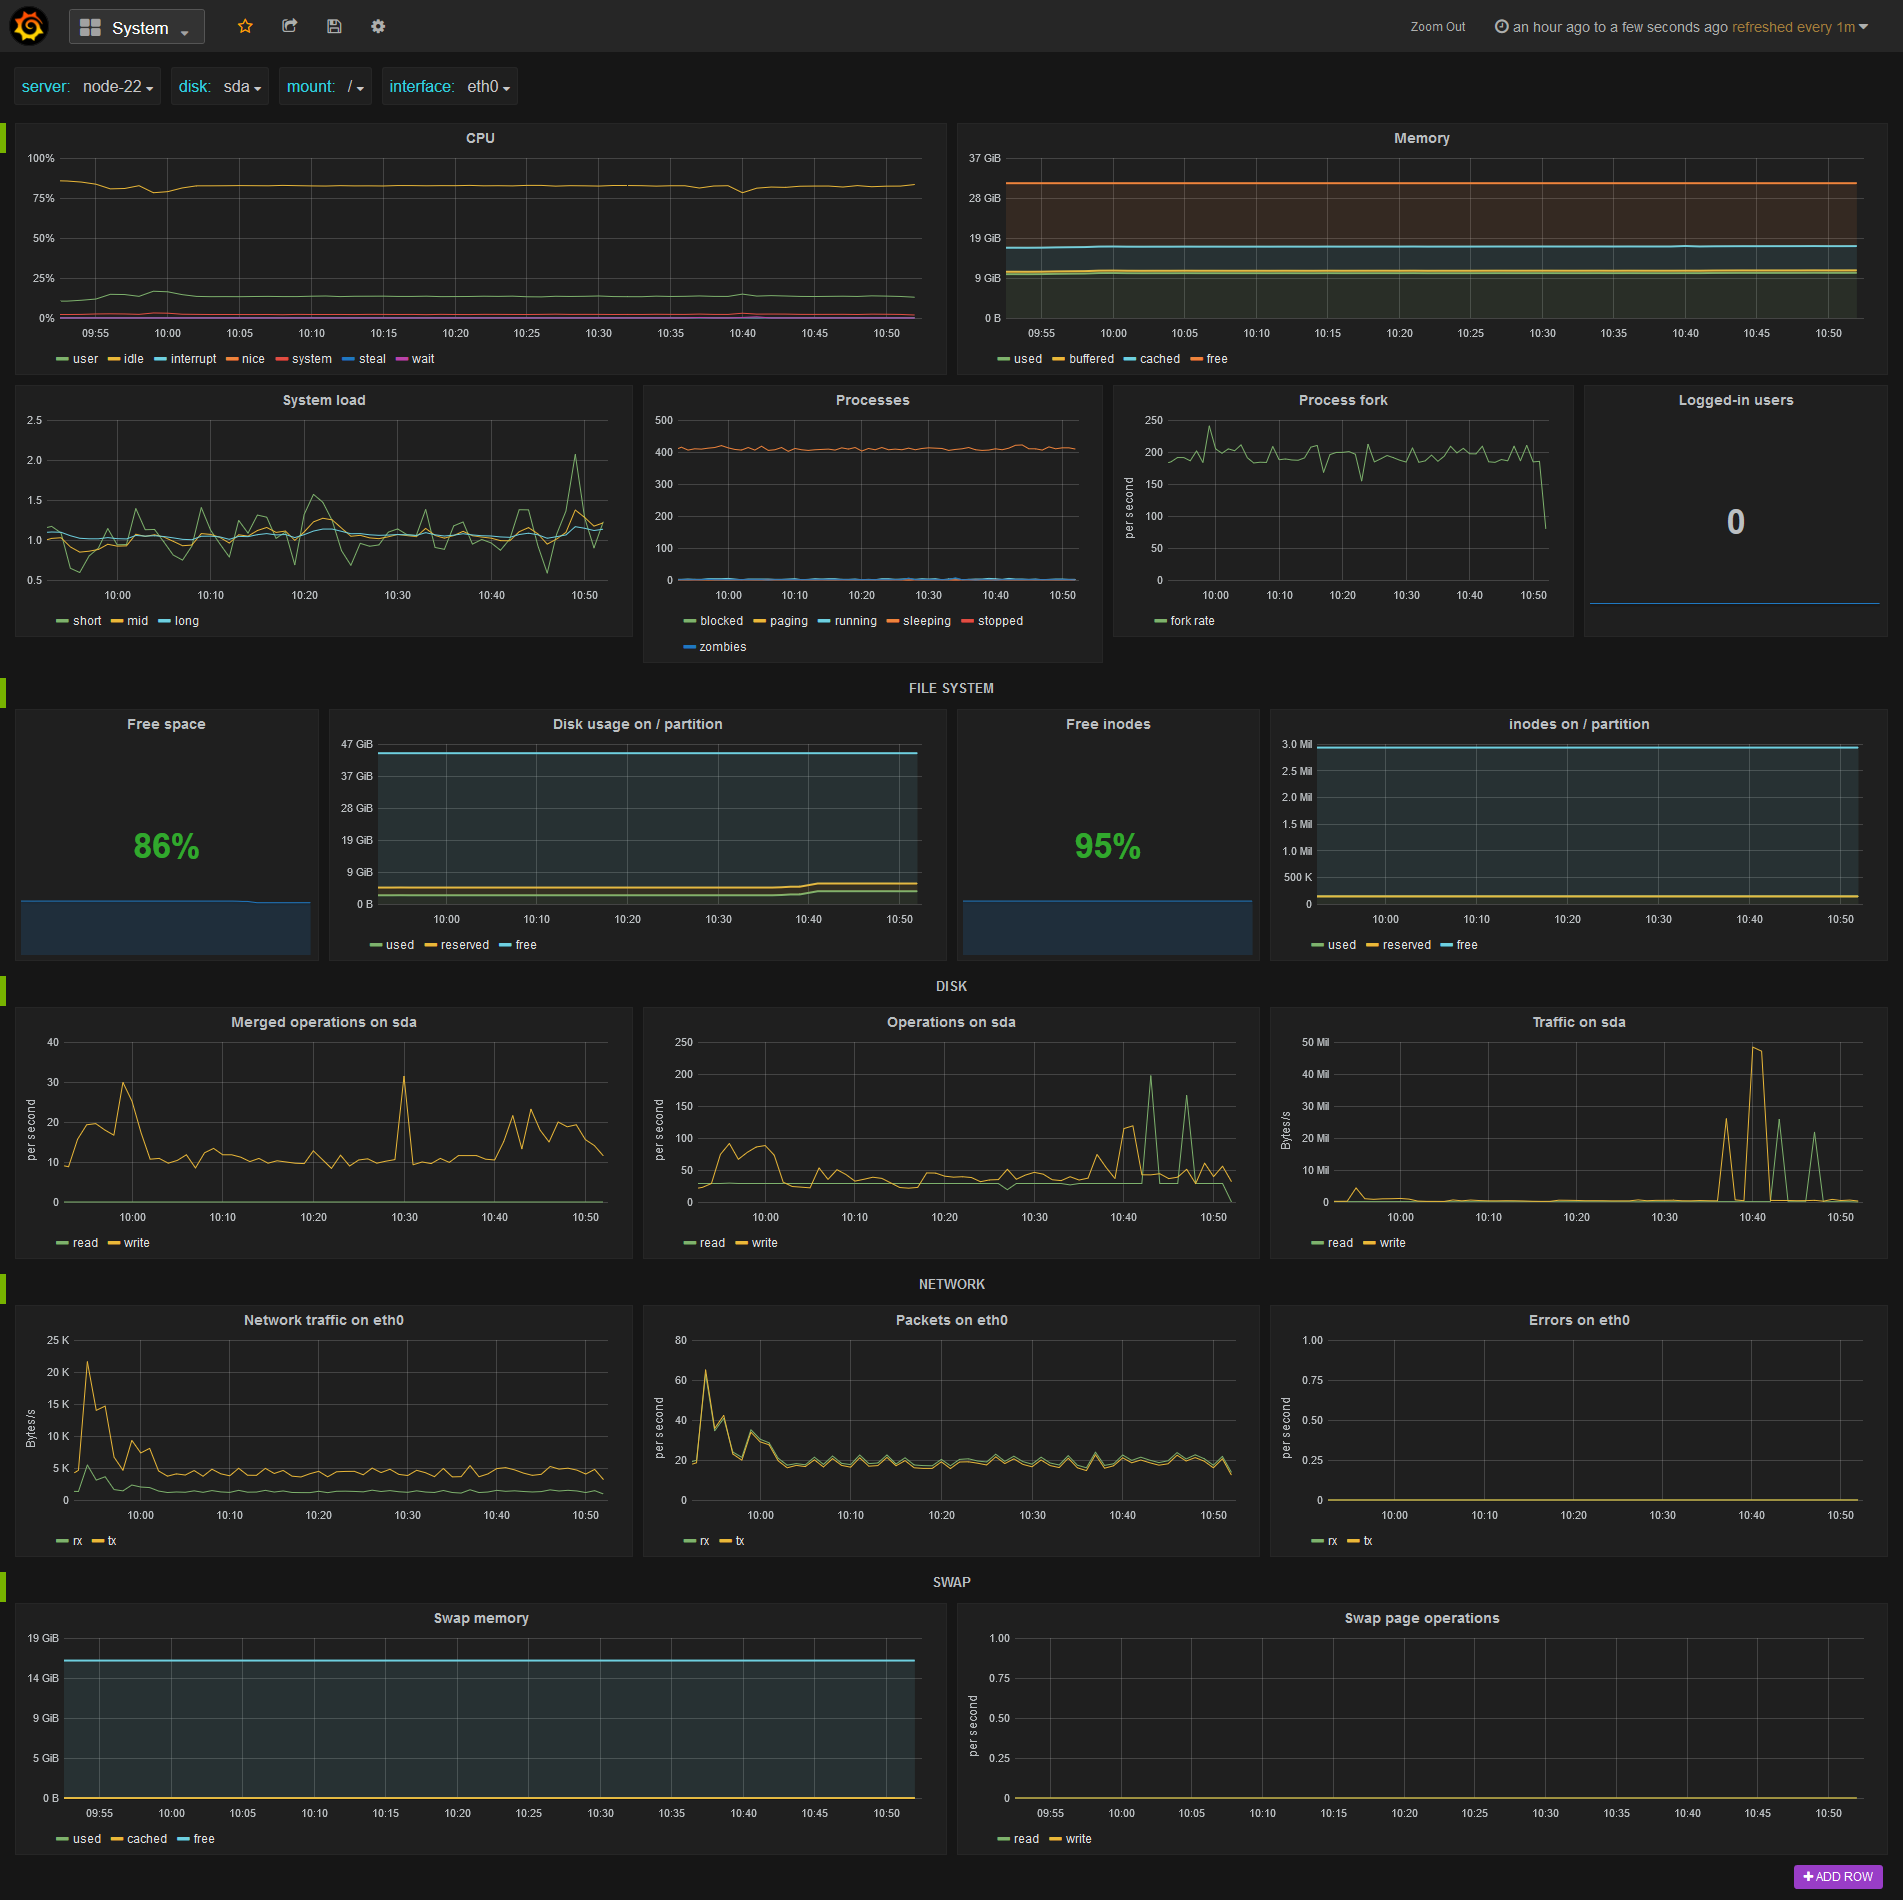 System
Zoom Out an hour ago to a few seconds ago refreshed every 1m
server: node-22 disk: sda mount: / interface: eth0
CPU
100%
75%
50%
25%
0%
09:55 10:00 10:05 10:10 10:15 10:20 10:25 10:30 10:35 10:40 10:45 10:50
user idle interrupt nice system steal wait
Memory
37 GiB
28 GiB
19 GiB
9 GiB
0 B
09:55 10:00 10:05 10:10 10:15 10:20 10:25 10:30 10:35 10:40 10:45 10:50
used buffered cached free
System load
2.5
2.0
1.5
1.0
0.5
10:00 10:10 10:20 10:30 10:40 10:50
short mid long
Processes
500
400
300
200
100
0
10:00 10:10 10:20 10:30 10:40 10:50
blocked paging running sleeping stopped
zombies
Process fork
per second
250
200
150
100
50
0
10:00 10:10 10:20 10:30 10:40 10:50
fork rate
Logged-in users
0
FILE SYSTEM
Free space
86%
Disk usage on / partition
47 GiB
37 GiB
28 GiB
19 GiB
9 GiB
0 B
10:00 10:10 10:20 10:30 10:40 10:50
used reserved free
Free inodes
95%
inodes on / partition
3.0 Mil
2.5 Mil
2.0 Mil
1.5 Mil
1.0 Mil
500 K
0
10:00 10:10 10:20 10:30 10:40 10:50
used reserved free
DISK
Merged operations on sda
per second
40
30
20
10
0
10:00 10:10 10:20 10:30 10:40 10:50
read write
Operations on sda
per second
250
200
150
100
50
0
10:00 10:10 10:20 10:30 10:40 10:50
read write
Traffic on sda
Bytes/s
50 Mil
40 Mil
30 Mil
20 Mil
10 Mil
0
10:00 10:10 10:20 10:30 10:40 10:50
read write
NETWORK
Network traffic on eth0
Bytes/s
25 K
20 K
15 K
10 K
5 K
0
10:00 10:10 10:20 10:30 10:40 10:50
rx tx
Packets on eth0
per second
80
60
40
20
0
10:00 10:10 10:20 10:30 10:40 10:50
rx tx
Errors on eth0
per second
1.00
0.75
0.50
0.25
0
10:00 10:10 10:20 10:30 10:40 10:50
rx tx
SWAP
Swap memory
19 GiB
14 GiB
9 GiB
5 GiB
0 B
09:55 10:00 10:05 10:10 10:15 10:20 10:25 10:30 10:35 10:40 10:45 10:50
used cached free
Swap page operations
per second
1.00
0.75
0.50
0.25
0
09:55 10:00 10:05 10:10 10:15 10:20 10:25 10:30 10:35 10:40 10:45 10:50
read write
+ ADD ROW